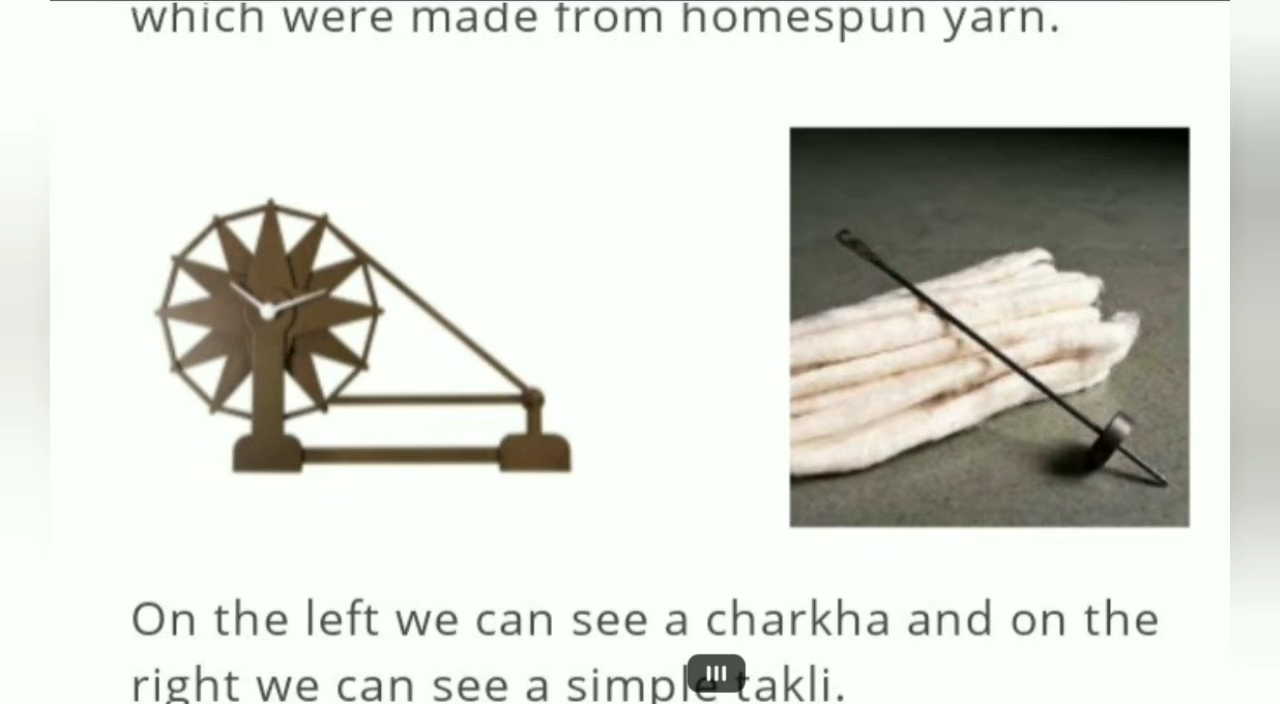 which were made from homespun yarn.
On the left we can see a charkha and on the
right we can see a simple takli.